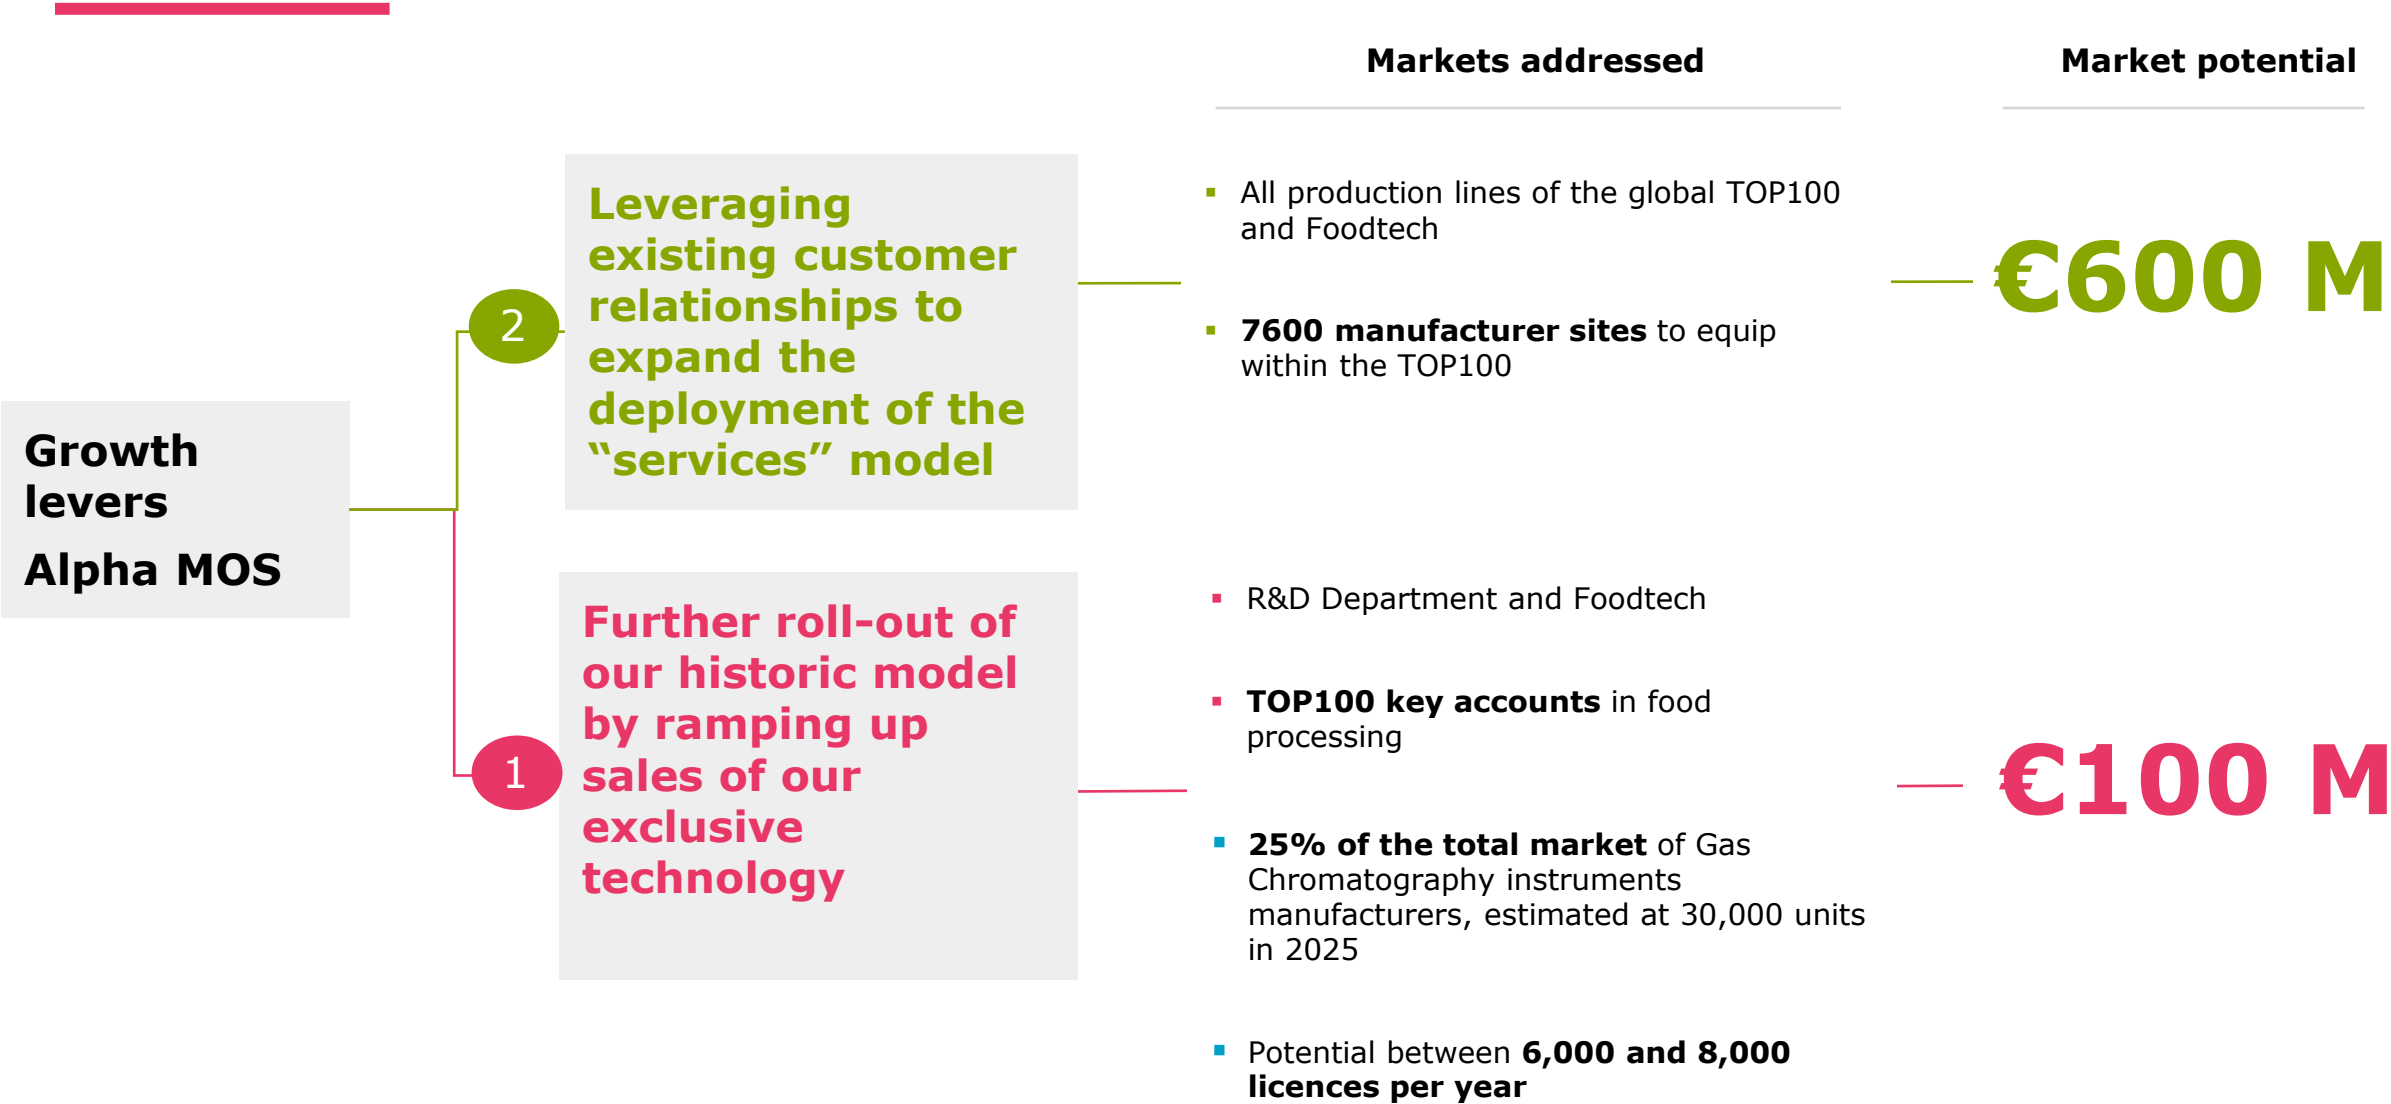 Markets addressed
Market potential
Growth
levers
Alpha MOS
2
Leveraging
existing customer
relationships to
expand the
deployment of the
“services” model
▪ All production lines of the global TOP100
and Foodtech
▪ 7600 manufacturer sites to equip
within the TOP100
€600 M
1
Further roll-out of
our historic model
by ramping up
sales of our
exclusive
technology
▪ R&D Department and Foodtech
▪ TOP100 key accounts in food
processing
▪ 25% of the total market of Gas
Chromatography instruments
manufacturers, estimated at 30,000 units
in 2025
▪ Potential between 6,000 and 8,000
licences per year
€100 M